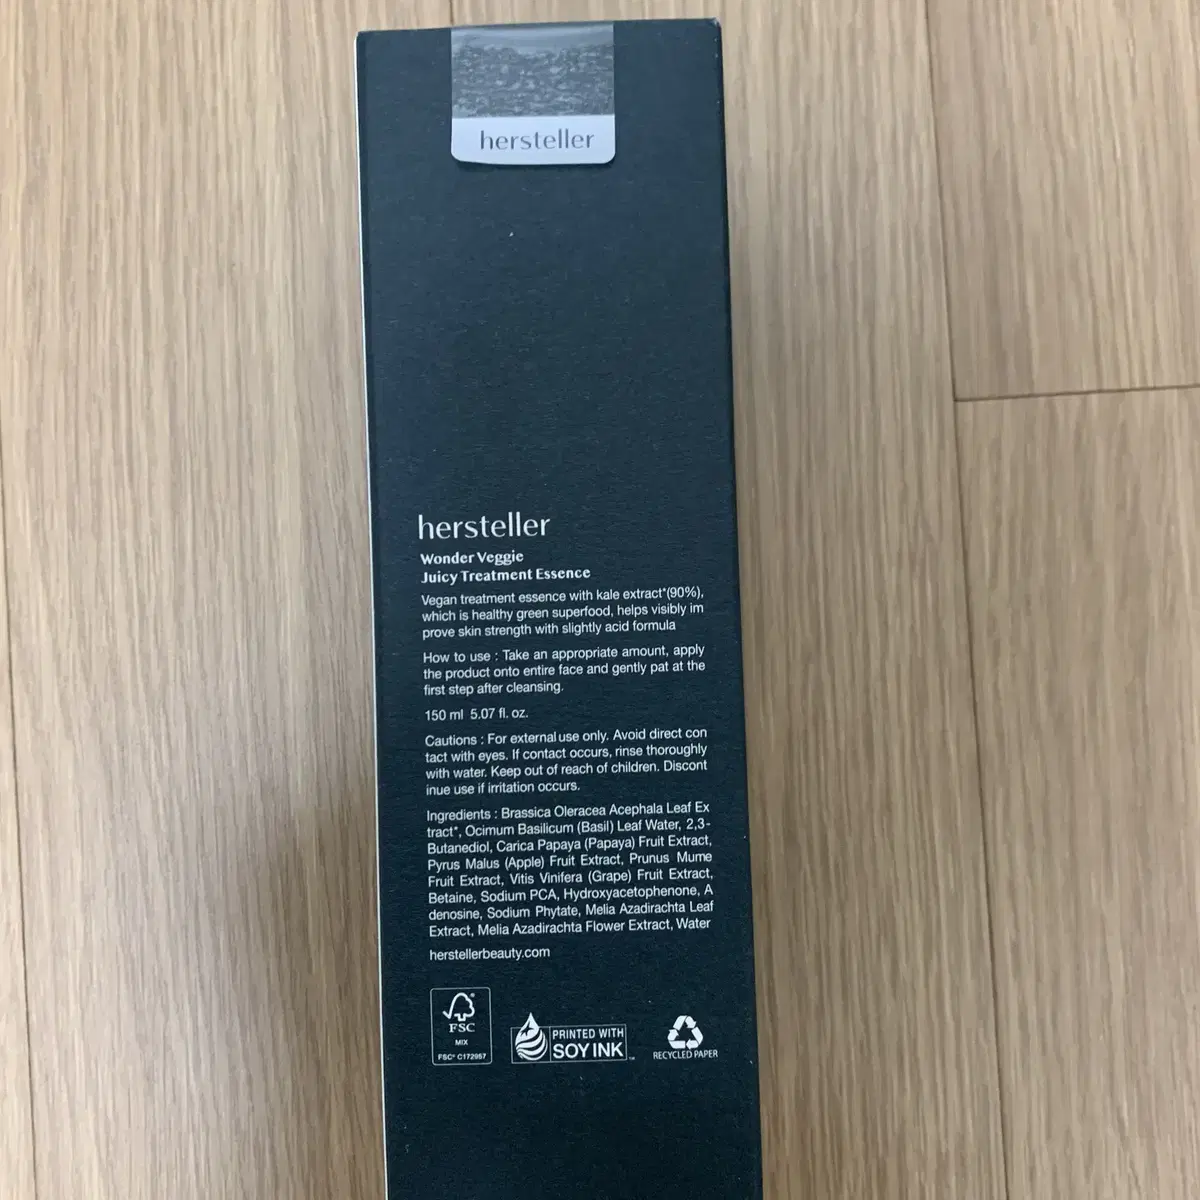 hersteller
hersteller
Wonder Veggie
Juicy Treatment Essence
Vegan treatment essence with kale extract*(90%),
which is healthy green superfood, helps visibly im
prove skin strength with slightly acid formula
How to use : Take an appropriate amount, apply
the product onto entire face and gently pat at the
first step after cleansing.
150 ml 5.07 fl. oz.
Cautions : For external use only. Avoid direct con
tact with eyes. If contact occurs, rinse thoroughly
with water. Keep out of reach of children. Discont
inue use if irritation occurs.
Ingredients : Brassica Oleracea Acephala Leaf Ex
tract*, Ocimum Basilicum (Basil) Leaf Water, 2,3-
Butanediol, Carica Papaya (Papaya) Fruit Extract,
Pyrus Malus (Apple) Fruit Extract, Prunus Mume
Fruit Extract, Vitis Vinifera (Grape) Fruit Extract,
Betaine, Sodium PCA, Hydroxyacetophenone, A
denosine, Sodium Phytate, Melia Azadirachta Leaf
Extract, Melia Azadirachta Flower Extract, Water
herstellerbeauty.com
FSC
MIX
FSC® C172957
PRINTED WITH
SOY INK™
RECYCLED PAPER